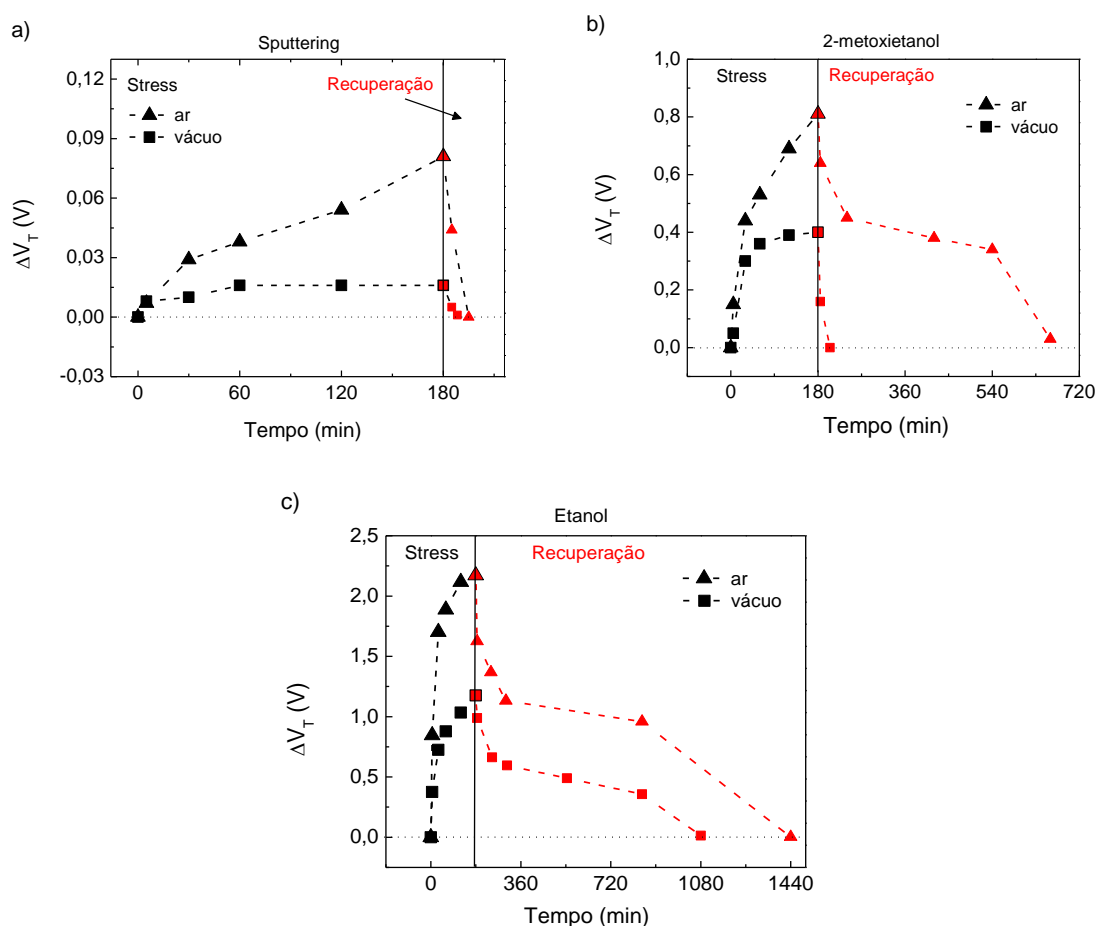 a)
Sputtering
0,12
0,09
0,06
0,03
0,00
-0,03
ΔV_T (V)
Stress
Recuperação
ar
vácuo
0 60 120 180
Tempo (min)
b)
2-metoxietanol
1,0
0,8
0,6
0,4
0,2
0,0
ΔV_T (V)
Stress
Recuperação
ar
vácuo
0 180 360 540 720
Tempo (min)
c)
Etanol
2,5
2,0
1,5
1,0
0,5
0,0
ΔV_T (V)
Stress
Recuperação
ar
vácuo
0 360 720 1080 1440
Tempo (min)